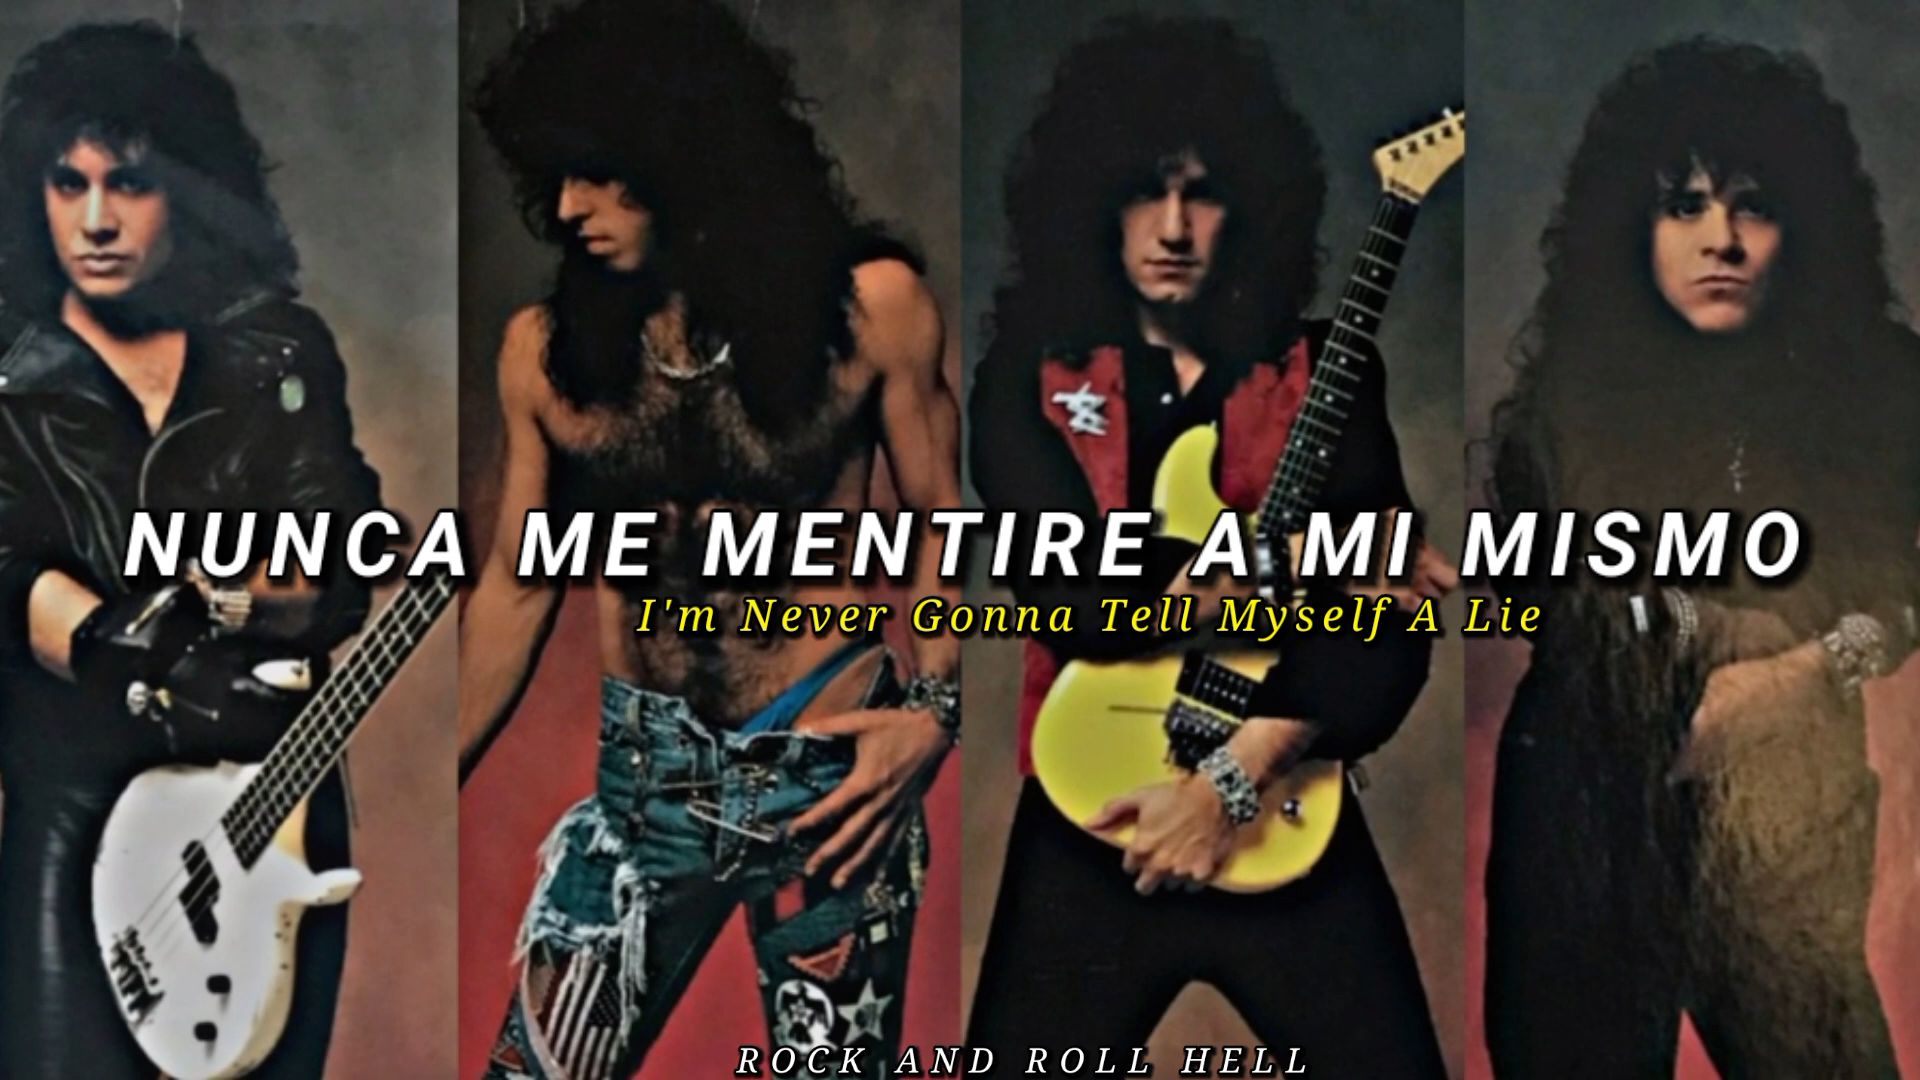 NUNCA ME MENTIRE A MI MISMO
I'm Never Gonna Tell Myself A Lie
ROCK AND ROLL HELL